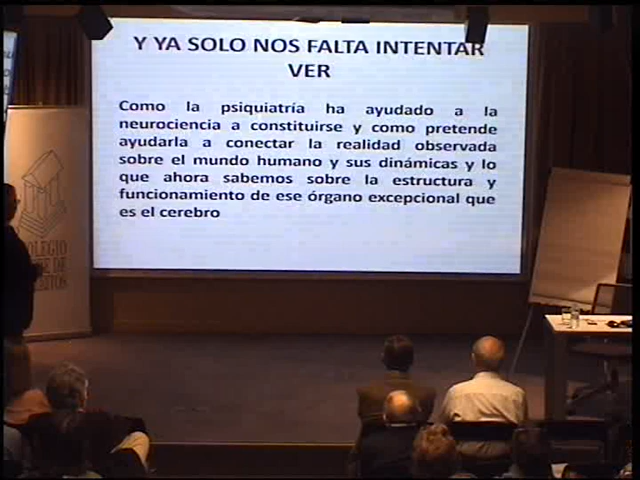 Y YA SOLO NOS FALTA INTENTAR
VER
Como la psiquiatría ha ayudado a la
neurociencia a constituirse y como pretende
ayudarla a conectar la realidad observada
sobre el mundo humano y sus dinámicas y lo
que ahora sabemos sobre la estructura y
funcionamiento de ese órgano excepcional que
es el cerebro